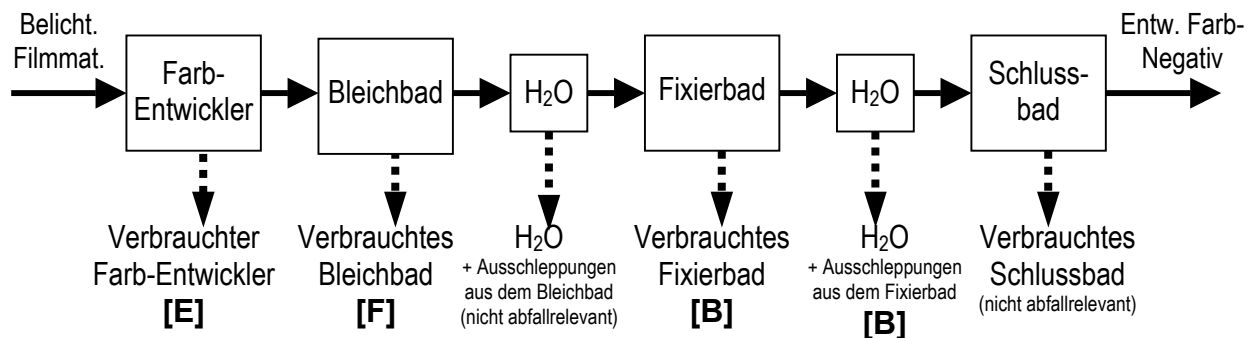 Belicht.
Filmmat.
Farb-
Entwickler
Bleichbad
H₂O
Fixierbad
H₂O
Schluss-
bad
Entw. Farb-
Negativ
Verbrauchter
Farb-Entwickler
[E]
Verbrauchtes
Bleichbad
[F]
H₂O
+ Ausschleppungen
aus dem Bleichbad
(nicht abfallrelevant)
Verbrauchtes
Fixierbad
[B]
H₂O
+ Ausschleppungen
aus dem Fixierbad
[B]
Verbrauchtes
Schlussbad
(nicht abfallrelevant)